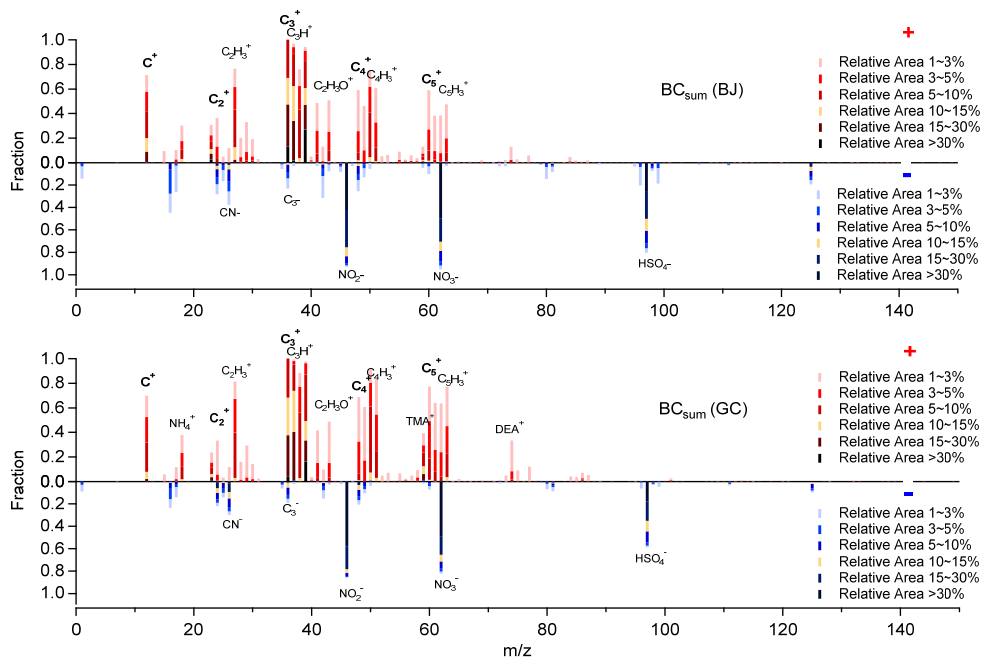 C₃⁺
C₃H⁺
C⁺
C₂H₃⁺
C₂⁺
C₂H₃O⁺
C₄⁺
C₄H₃⁺
C₅⁺
C₅H₃⁺
BCsum (BJ)
+
Relative Area 1~3%
Relative Area 3~5%
Relative Area 5~10%
Relative Area 10~15%
Relative Area 15~30%
Relative Area >30%
-
Relative Area 1~3%
Relative Area 3~5%
Relative Area 5~10%
Relative Area 10~15%
Relative Area 15~30%
Relative Area >30%
Fraction
1.0
0.8
0.6
0.4
0.2
0.0
0.2
0.4
0.6
0.8
1.0
CN-
C₃-
NO₂-
NO₃-
HSO₄-
0 20 40 60 80 100 120 140
C₃⁺
C₃H⁺
C⁺
NH₄⁺
C₂H₃⁺
C₂⁺
C₂H₃O⁺
C₄⁺
C₄H₃⁺
TMA⁺
C₅⁺
C₅H₃⁺
DEA⁺
BCsum (GC)
+
Relative Area 1~3%
Relative Area 3~5%
Relative Area 5~10%
Relative Area 10~15%
Relative Area 15~30%
Relative Area >30%
-
Relative Area 1~3%
Relative Area 3~5%
Relative Area 5~10%
Relative Area 10~15%
Relative Area 15~30%
Relative Area >30%
Fraction
1.0
0.8
0.6
0.4
0.2
0.0
0.2
0.4
0.6
0.8
1.0
CN⁻
C₃⁻
NO₂⁻
NO₃⁻
HSO₄⁻
0 20 40 60 80 100 120 140
m/z